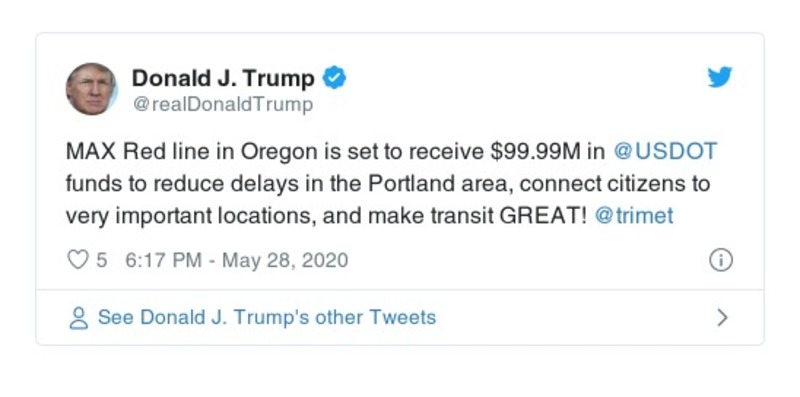 Donald J. Trump
@realDonaldTrump
MAX Red line in Oregon is set to receive $99.99M in @USDOT
funds to reduce delays in the Portland area, connect citizens to
very important locations, and make transit GREAT! @trimet
5 6:17 PM - May 28, 2020
See Donald J. Trump's other Tweets